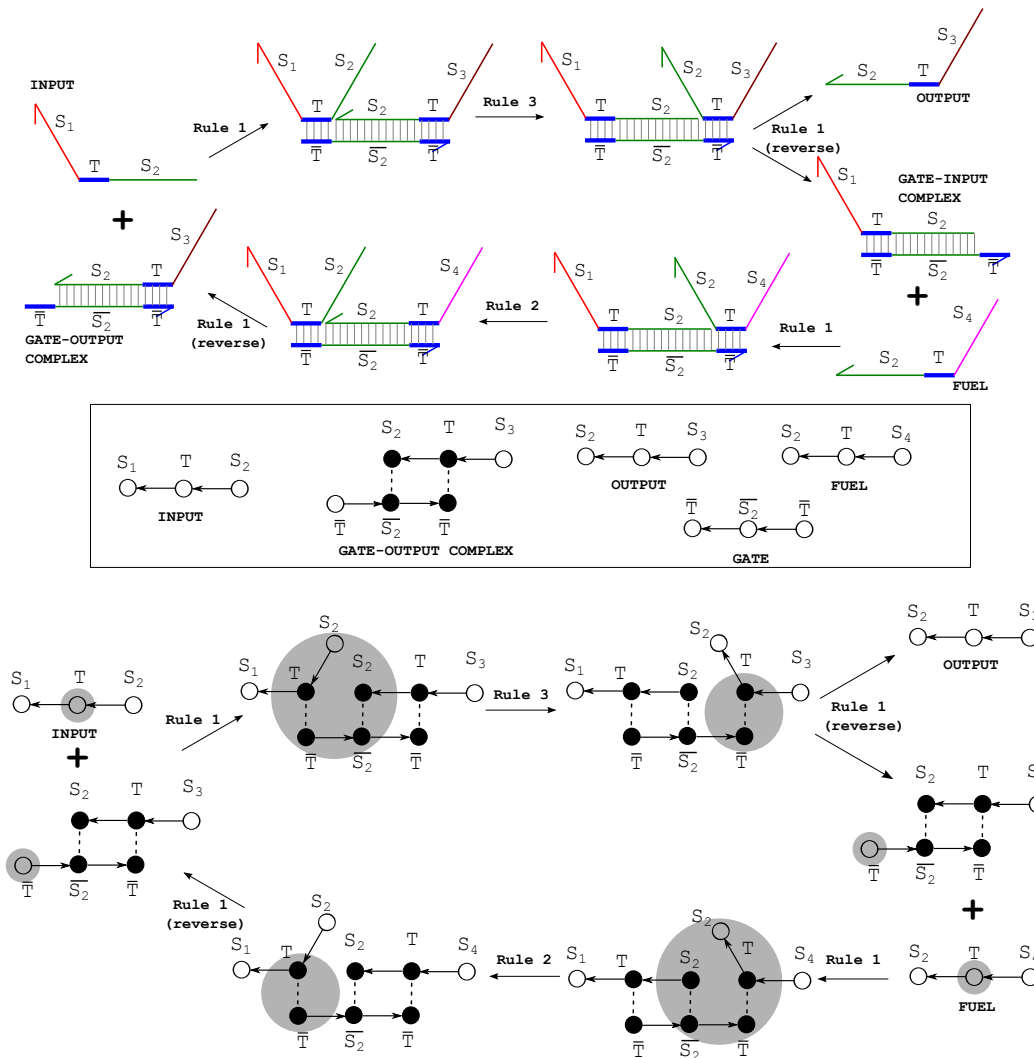 INPUT
S₁
T S₂
Rule 1
S₁ S₂ S₃
T S₂ T
T̅ S̅₂ T̅
Rule 3
S₁ S₂ S₃
T S₂ T
T̅ S̅₂ T̅
Rule 1
(reverse)
S₃
S₂ T
OUTPUT
+
S₃
S₂ T
T̅ S̅₂ T̅
GATE-OUTPUT
COMPLEX
Rule 1
(reverse)
S₁ S₂ S₄
T S₂ T
T̅ S̅₂ T̅
Rule 2
S₁ S₂ S₄
T S₂ T
T̅ S̅₂ T̅
Rule 1
GATE-INPUT
COMPLEX
S₁
T S₂
T̅ S̅₂ T̅
+
S₄
S₂ T
FUEL
S₁ T S₂
INPUT
S₂ T S₃
T̅ S̅₂ T̅
GATE-OUTPUT COMPLEX
S₂ T S₃
OUTPUT
S₂ T S₄
FUEL
T̅ S̅₂ T̅
GATE
S₁ T S₂
INPUT
+
Rule 1
S₂
S₁ T S₂ T S₃
T̅ S̅₂ T̅
Rule 3
S₂
S₁ T S₂ T S₃
T̅ S̅₂ T̅
Rule 1
(reverse)
S₂ T
OUTPUT
S₂ T S₃
T̅ S̅₂ T̅
Rule 1
(reverse)
S₂
S₁ T S₂ T S₄
T̅ S̅₂ T̅
Rule 2
S₂
S₁ T S₂ T S₄
T̅ S̅₂ T̅
Rule 1
S₂ T
T̅ S̅₂ T̅
+
S₂ T
FUEL